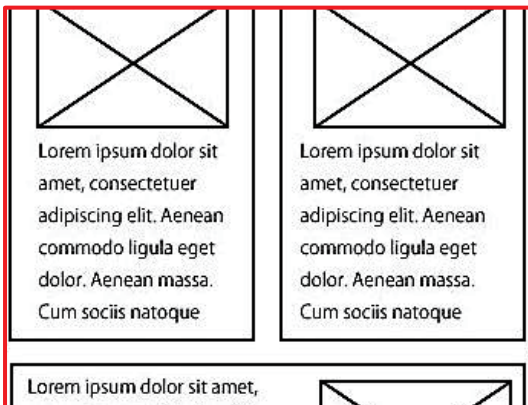 Lorem ipsum dolor sit
amet, consectetuer
adipiscing elit. Aenean
commodo ligula eget
dolor. Aenean massa.
Cum sociis natoque
Lorem ipsum dolor sit
amet, consectetuer
adipiscing elit. Aenean
commodo ligula eget
dolor. Aenean massa.
Cum sociis natoque
Lorem ipsum dolor sit amet,